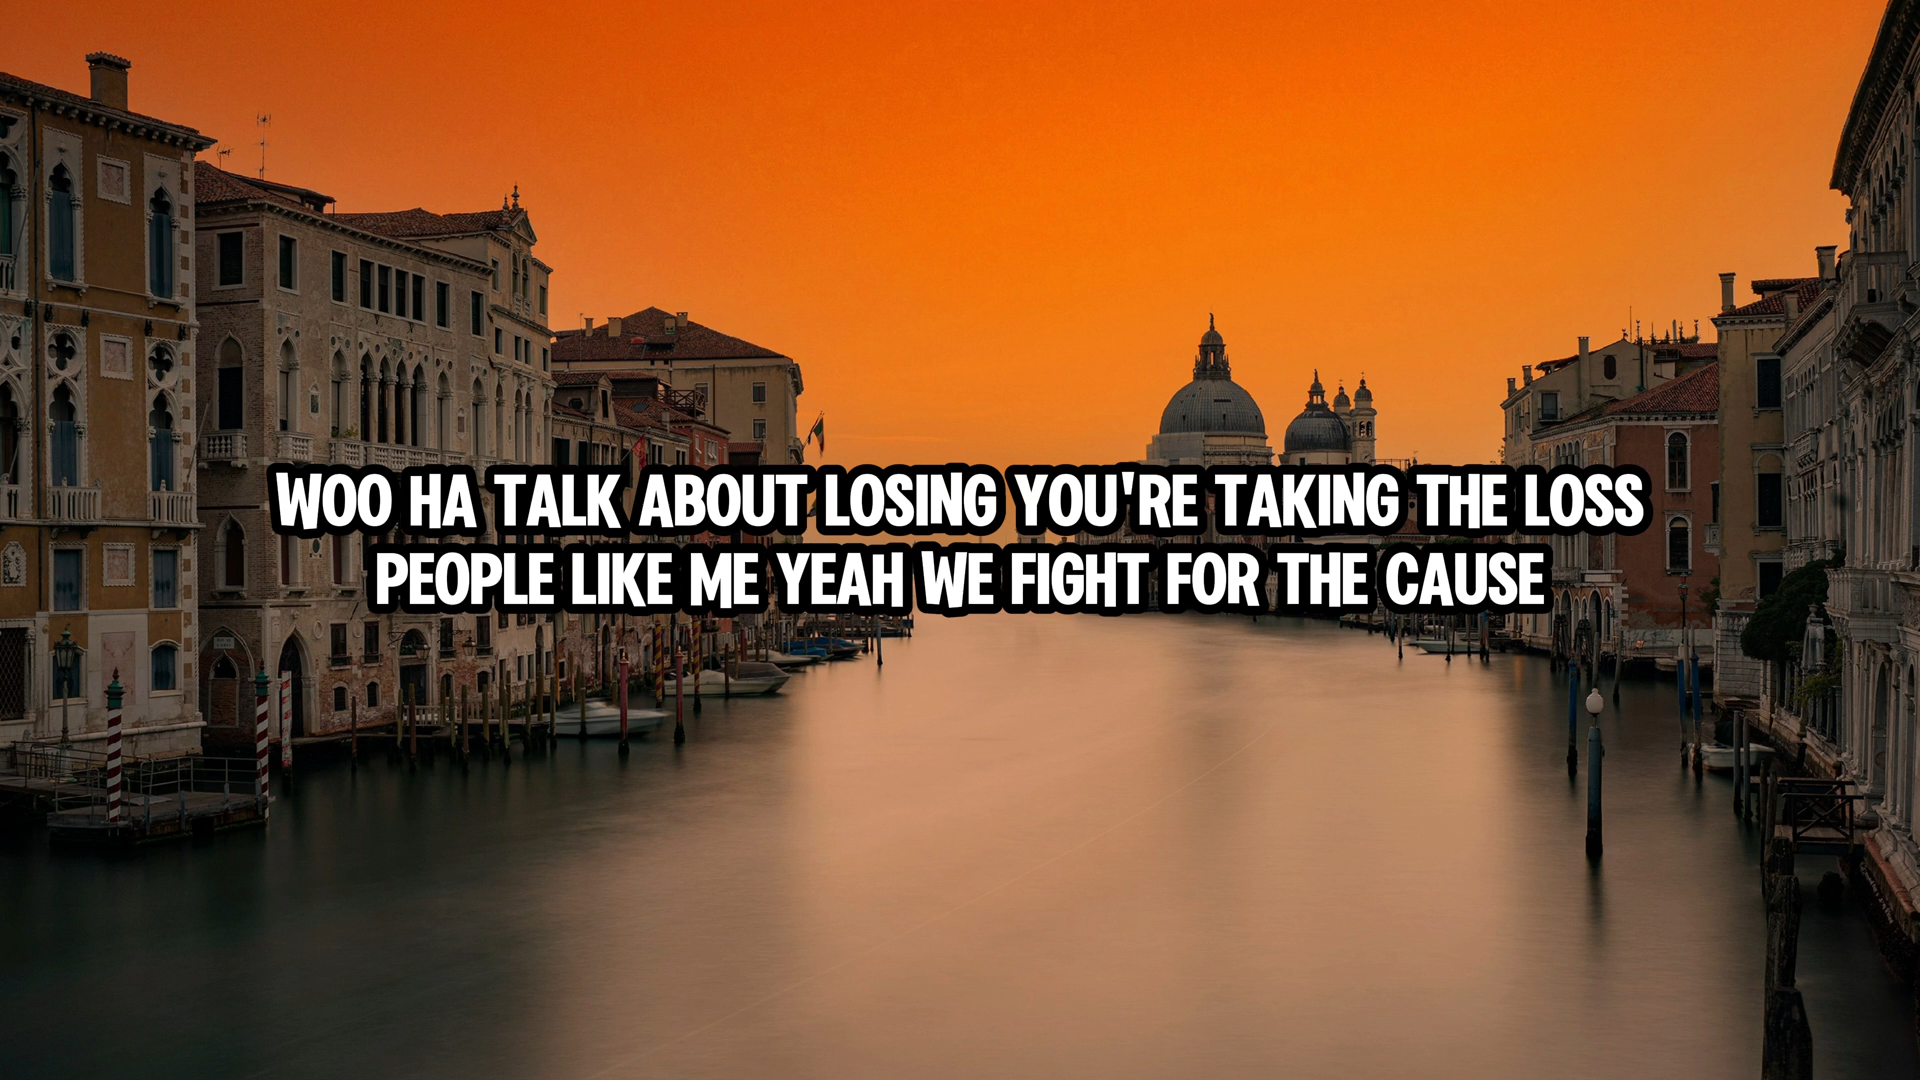 WOO HA TALK ABOUT LOSING YOU'RE TAKING THE LOSS
PEOPLE LIKE ME YEAH WE FIGHT FOR THE CAUSE